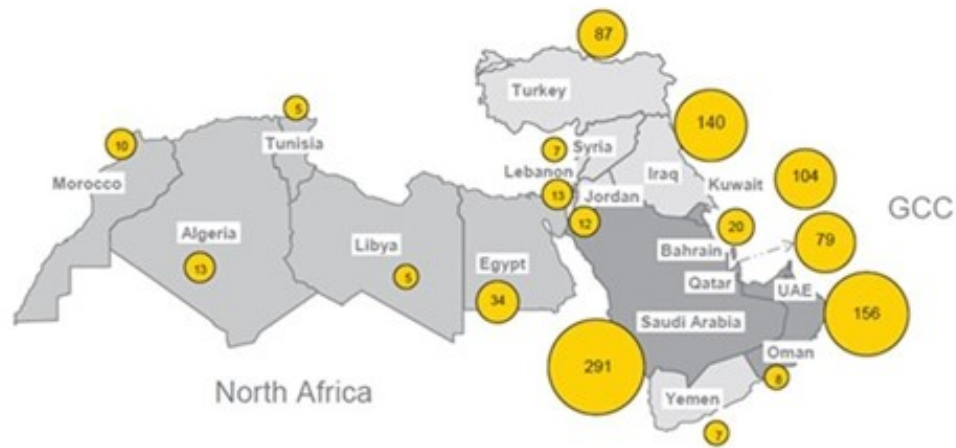 87
Turkey
5
140
10
Tunisia
7
Syria
Lebanon
Iraq
Kuwait
104
Morocco
13
Jordan
GCC
12
20
Algeria
Libya
Bahrain
79
13
5
Egypt
Qatar
UAE
34
Saudi Arabia
156
291
Oman
8
North Africa
Yemen
7